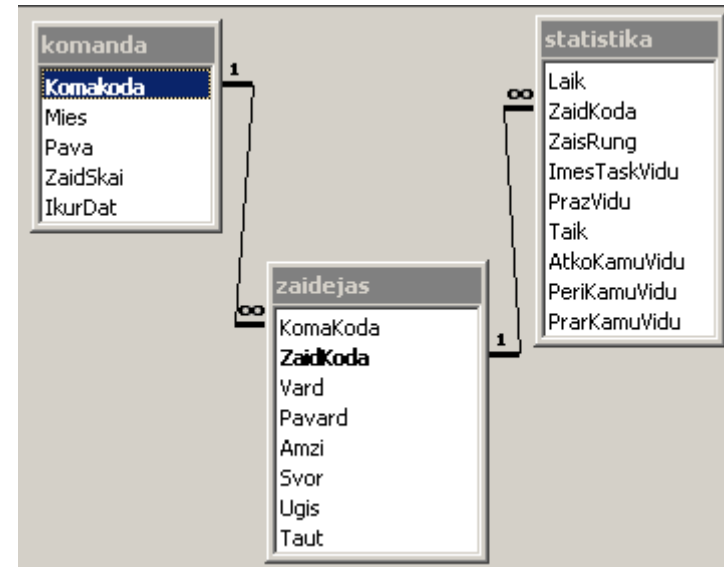 komanda
Komakoda
Mies
Pava
ZaidSkai
IkurDat
1
∞
zaidejas
KomaKoda
ZaidKoda
Vard
Pavard
Amzi
Svor
Ugis
Taut
1
∞
statistika
Laik
ZaidKoda
ZaisRung
ImesTaskVidu
PrazVidu
Taik
AtkoKamuVidu
PeriKamuVidu
PrarKamuVidu